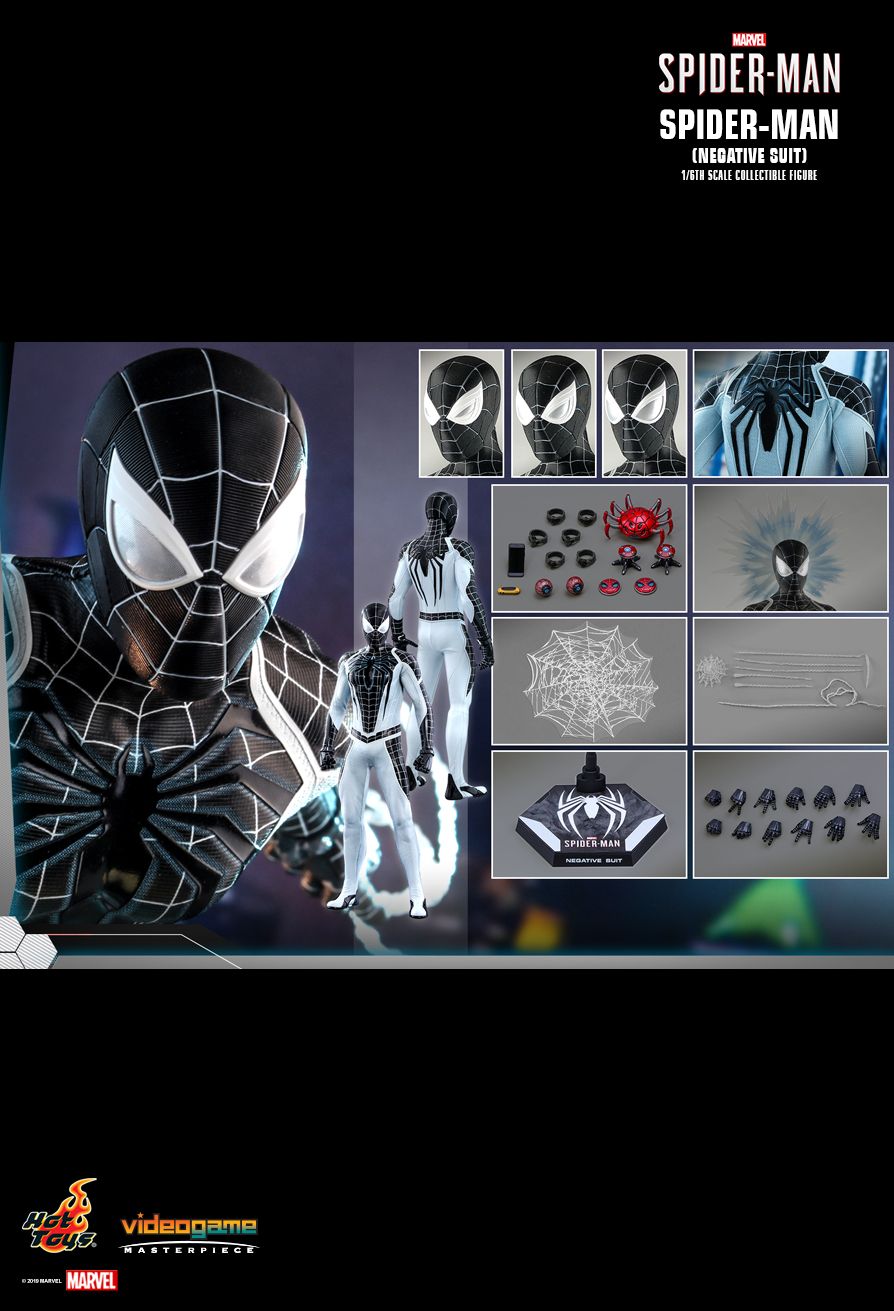 MARVEL
SPIDER-MAN
SPIDER-MAN
(NEGATIVE SUIT)
1/6TH SCALE COLLECTIBLE FIGURE
MARVEL
SPIDER-MAN
NEGATIVE SUIT
Hot
Toys
videogame
MASTERPIECE
© 2019 MARVEL MARVEL